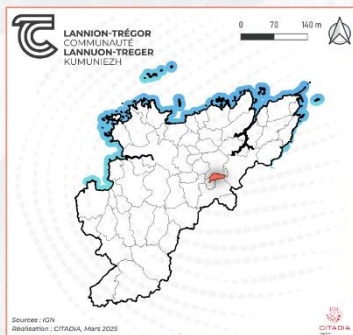 LANNION-TRÉGOR
COMMUNAUTÉ
LANNUON-TREGER
KUMUNIEZH
0 70 140 m
Sources : IGN
Réalisation : CITADIA, Mars 2025
CITADIA